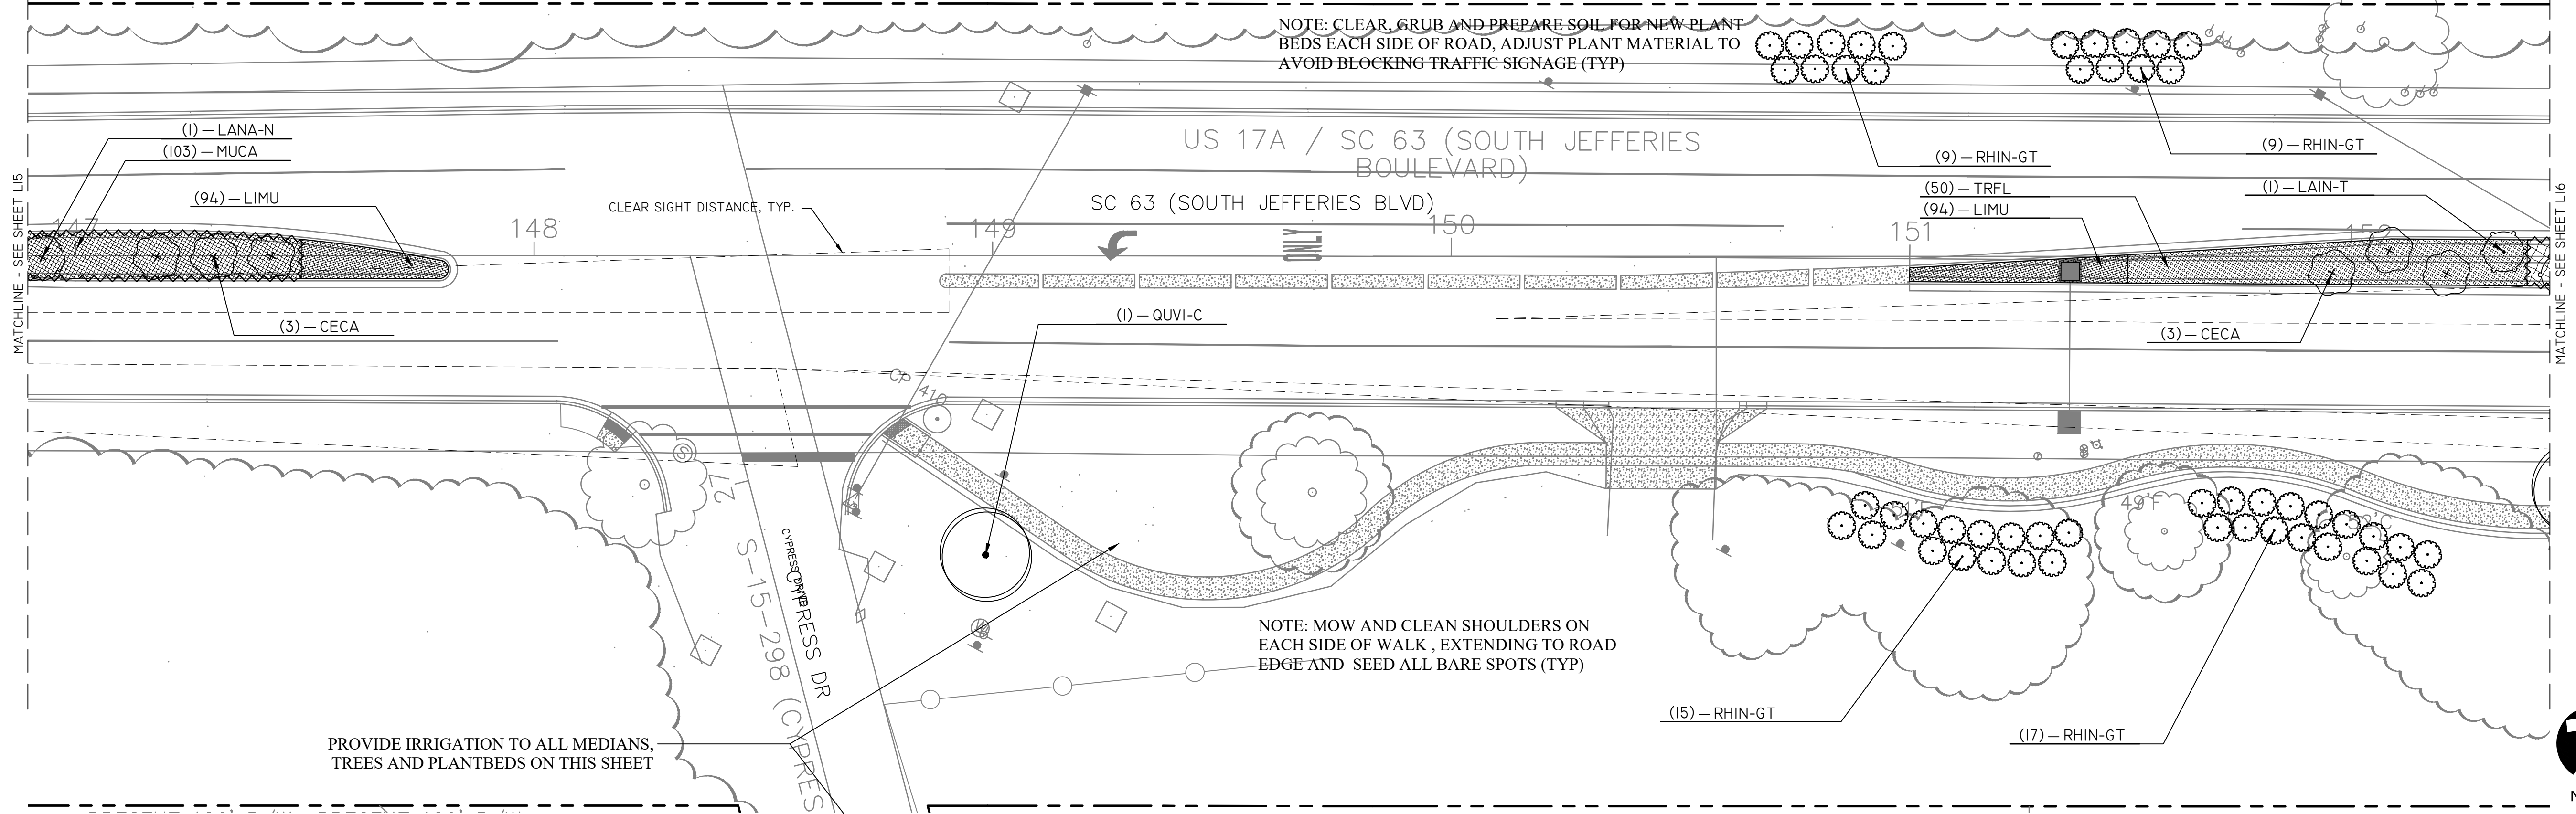 NOTE: CLEAR, GRUB AND PREPARE SOIL FOR NEW PLANT
BEDS EACH SIDE OF ROAD, ADJUST PLANT MATERIAL TO
AVOID BLOCKING TRAFFIC SIGNAGE (TYP)
(1) — LANA-N
(103) — MUCA
(94) — LIMU
US 17A / SC 63 (SOUTH JEFFERIES
BOULEVARD)
(9) — RHIN-GT
(9) — RHIN-GT
(50) — TRFL
(94) — LIMU
(1) — LAIN-T
CLEAR SIGHT DISTANCE, TYP.
SC 63 (SOUTH JEFFERIES BLVD)
MATCHLINE - SEE SHEET L15
MATCHLINE - SEE SHEET L16
147
148
149
150
151
ONLY
(3) — CECA
(1) — QUVI-C
(3) — CECA
CP 410
S
27
49'F
S-15-298 (CYPRES
CYPRESS DR
NOTE: MOW AND CLEAN SHOULDERS ON
EACH SIDE OF WALK , EXTENDING TO ROAD
EDGE AND SEED ALL BARE SPOTS (TYP)
(15) — RHIN-GT
(17) — RHIN-GT
PROVIDE IRRIGATION TO ALL MEDIANS,
TREES AND PLANTBEDS ON THIS SHEET